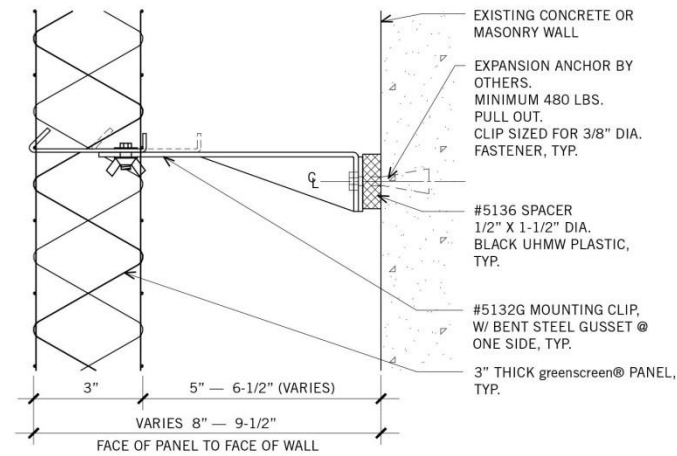 EXISTING CONCRETE OR
MASONRY WALL
EXPANSION ANCHOR BY
OTHERS.
MINIMUM 480 LBS.
PULL OUT.
CLIP SIZED FOR 3/8" DIA.
FASTENER, TYP.
℄
#5136 SPACER
1/2" X 1-1/2" DIA.
BLACK UHMW PLASTIC,
TYP.
#5132G MOUNTING CLIP,
W/ BENT STEEL GUSSET @
ONE SIDE, TYP.
3" THICK greenscreen® PANEL,
TYP.
3"
5" — 6-1/2" (VARIES)
VARIES 8" — 9-1/2"
FACE OF PANEL TO FACE OF WALL